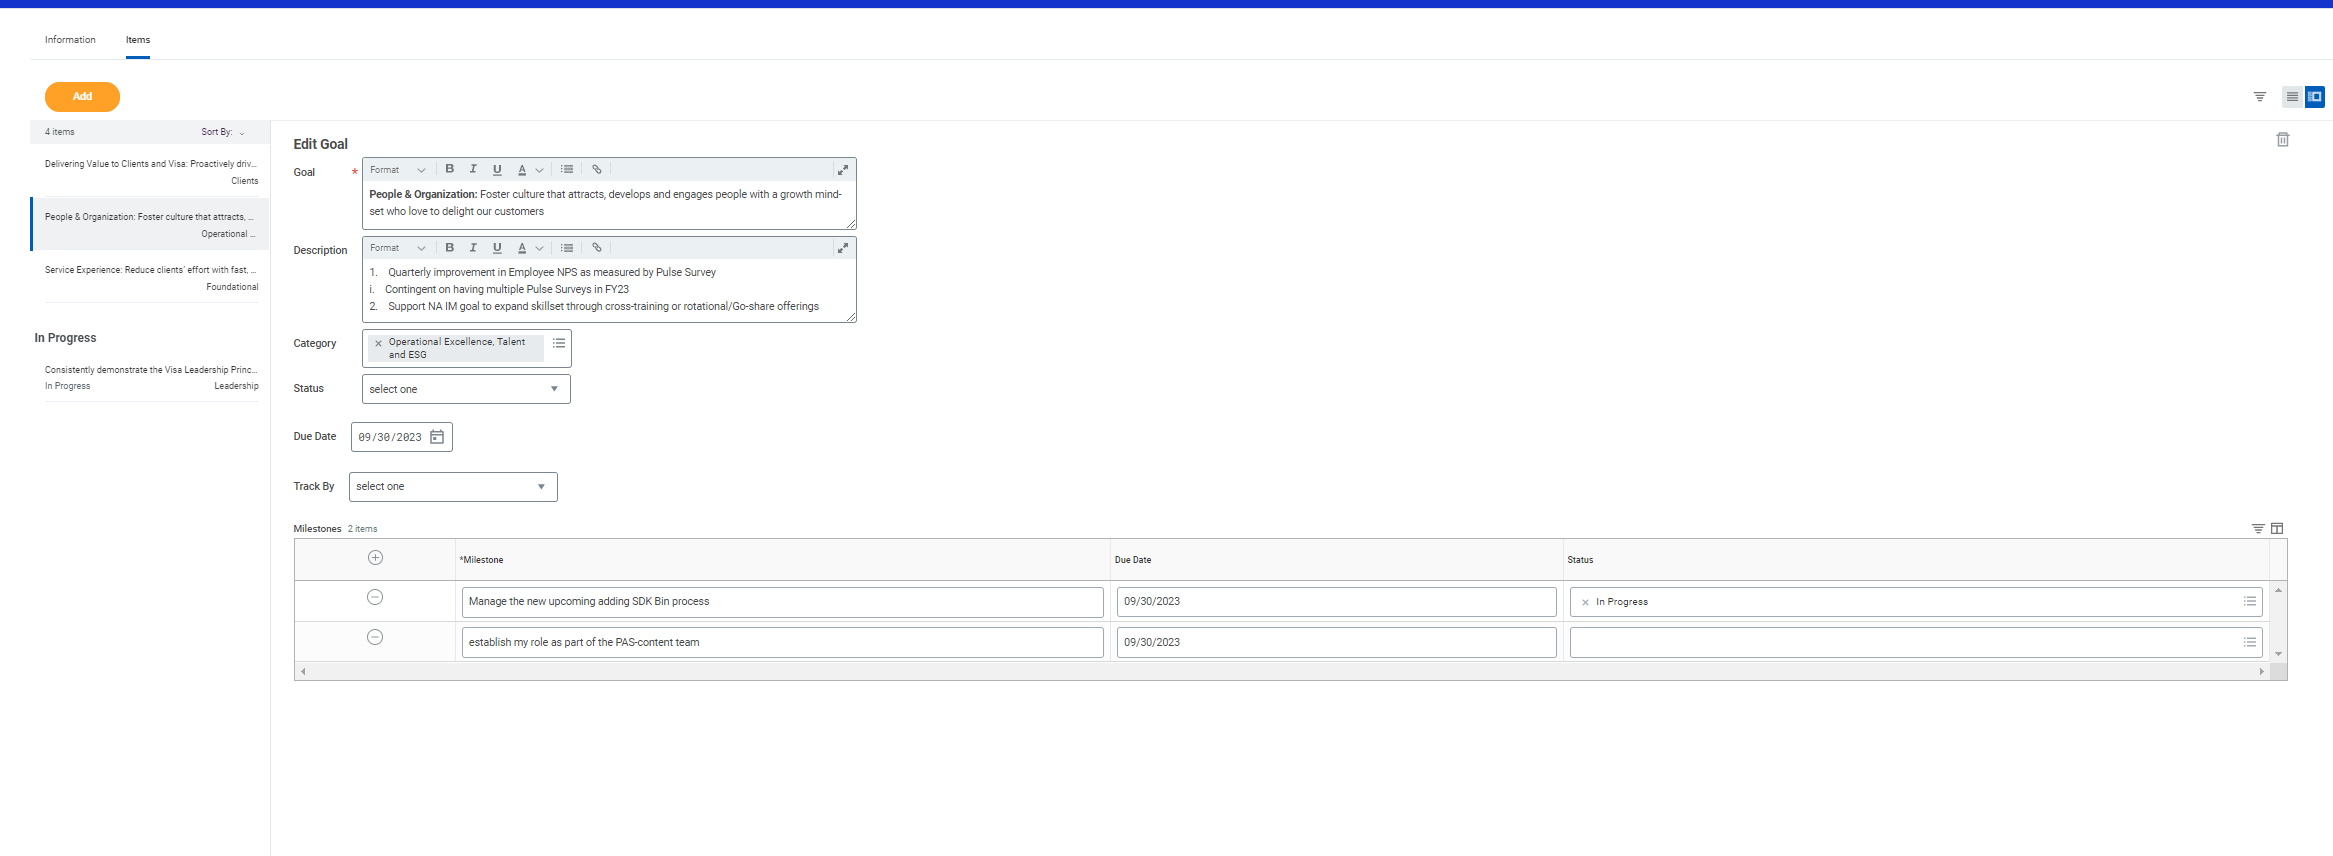 Information
Items
Add
4 items
Sort By:
Delivering Value to Clients and Visa: Proactively driv...
Clients
People & Organization: Foster culture that attracts, ...
Operational ...
Service Experience: Reduce clients' effort with fast, ...
Foundational
In Progress
Consistently demonstrate the Visa Leadership Princ...
In Progress
Leadership
Edit Goal
Goal *
Format B I U A
People & Organization: Foster culture that attracts, develops and engages people with a growth mind-
set who love to delight our customers
Description
Format B I U A
1. Quarterly improvement in Employee NPS as measured by Pulse Survey
i. Contingent on having multiple Pulse Surveys in FY23
2. Support NA IM goal to expand skillset through cross-training or rotational/Go-share offerings
Category
Operational Excellence, Talent
and ESG
Status
select one
Due Date
09/30/2023
Track By
select one
Milestones 2 items
*Milestone Due Date Status
Manage the new upcoming adding SDK Bin process 09/30/2023 In Progress
establish my role as part of the PAS-content team 09/30/2023